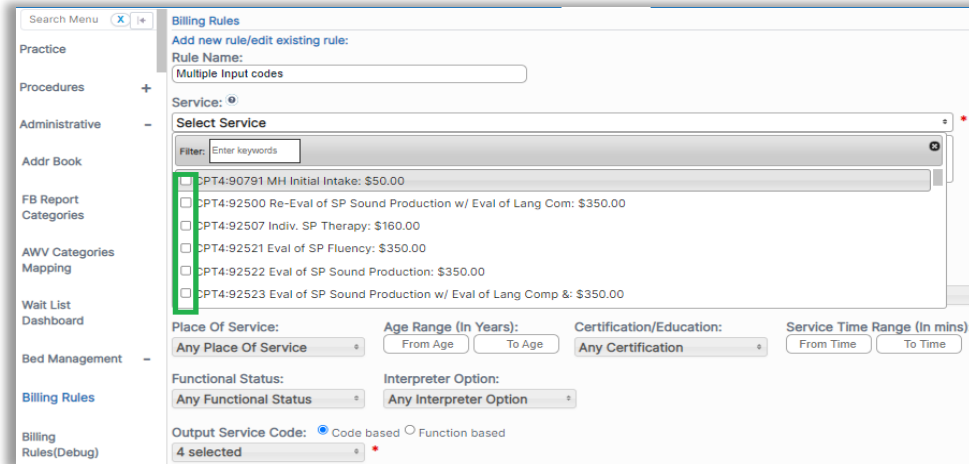 Search Menu X
Practice
Procedures +
Administrative -
Addr Book
FB Report
Categories
AWV Categories
Mapping
Wait List
Dashboard
Bed Management -
Billing Rules
Billing
Rules(Debug)
Billing Rules
Add new rule/edit existing rule:
Rule Name:
Multiple Input codes
Service:
Select Service *
Filter: Enter keywords
CPT4:90791 MH Initial Intake: $50.00
CPT4:92500 Re-Eval of SP Sound Production w/ Eval of Lang Com: $350.00
CPT4:92507 Indiv. SP Therapy: $160.00
CPT4:92521 Eval of SP Fluency: $350.00
CPT4:92522 Eval of SP Sound Production: $350.00
CPT4:92523 Eval of SP Sound Production w/ Eval of Lang Comp &: $350.00
Place Of Service: Age Range (In Years): Certification/Education: Service Time Range (In mins)
Any Place Of Service From Age To Age Any Certification From Time To Time
Functional Status: Interpreter Option:
Any Functional Status Any Interpreter Option
Output Service Code: Code based Function based
4 selected *